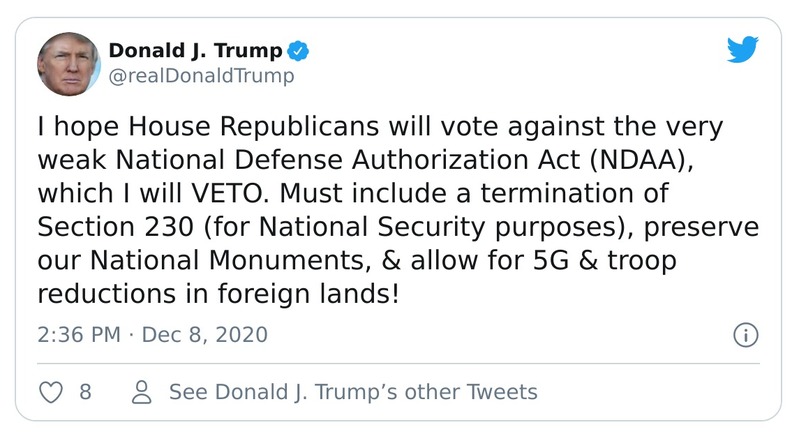 Donald J. Trump
@realDonaldTrump
I hope House Republicans will vote against the very
weak National Defense Authorization Act (NDAA),
which I will VETO. Must include a termination of
Section 230 (for National Security purposes), preserve
our National Monuments, & allow for 5G & troop
reductions in foreign lands!
2:36 PM · Dec 8, 2020
8 See Donald J. Trump’s other Tweets